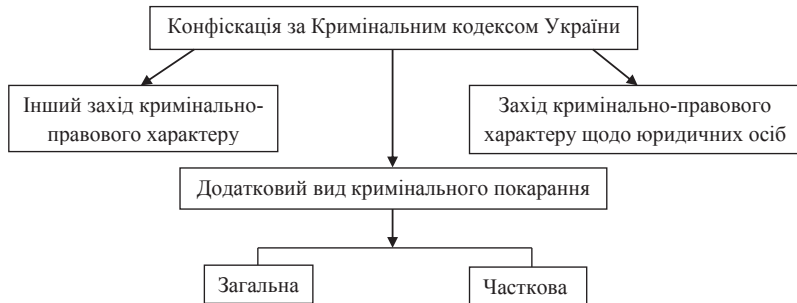 Конфіскація за Кримінальним кодексом України
Інший захід кримінально-
правового характеру
Захід кримінально-правового
характеру щодо юридичних осіб
Додатковий вид кримінального покарання
Загальна
Часткова